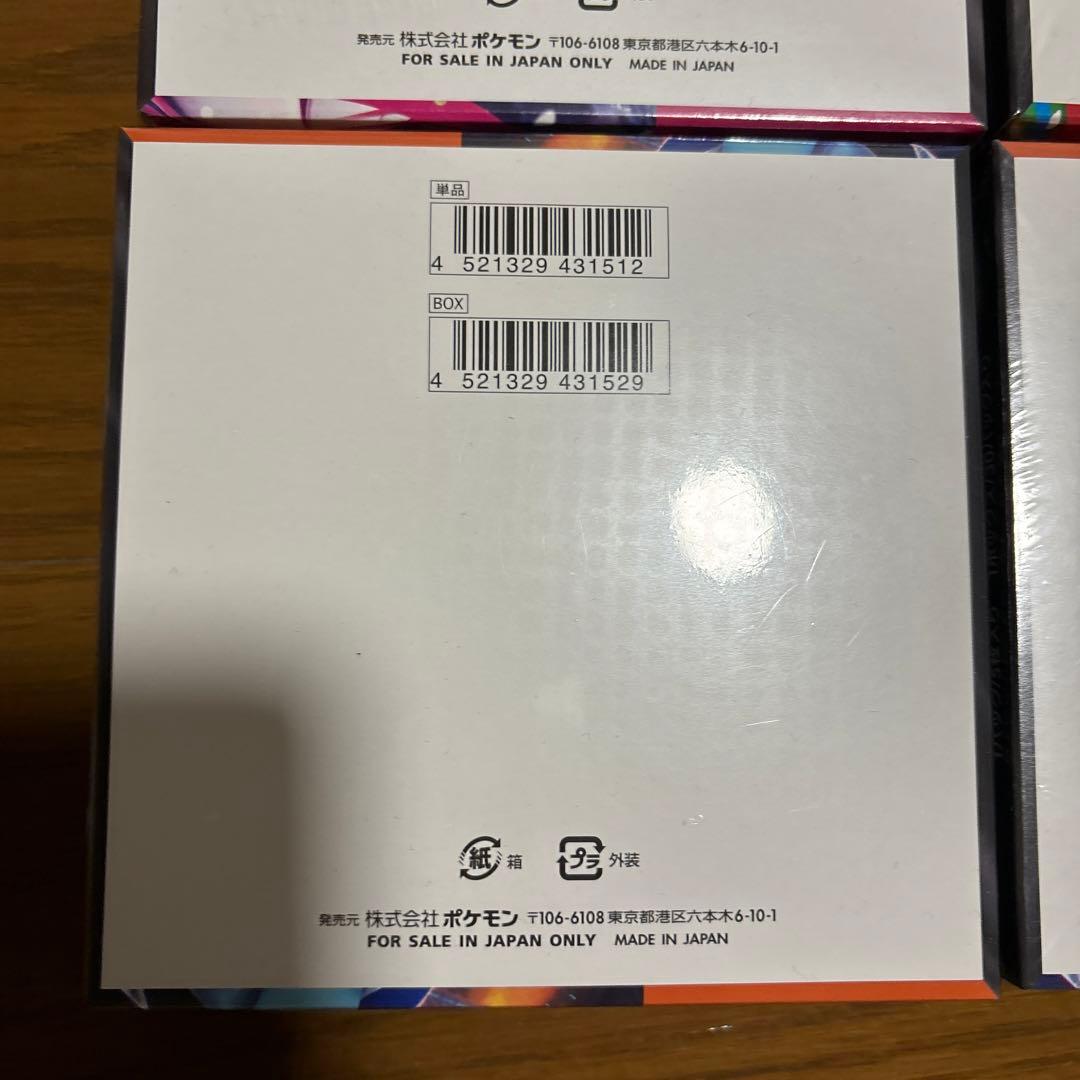 発売元 株式会社 ポケモン 〒106-6108 東京都港区六本木6-10-1
FOR SALE IN JAPAN ONLY MADE IN JAPAN
単品
4 521329 431512
BOX
4 521329 431529
紙 箱 プラ 外装
発売元 株式会社 ポケモン 〒106-6108 東京都港区六本木6-10-1
FOR SALE IN JAPAN ONLY MADE IN JAPAN